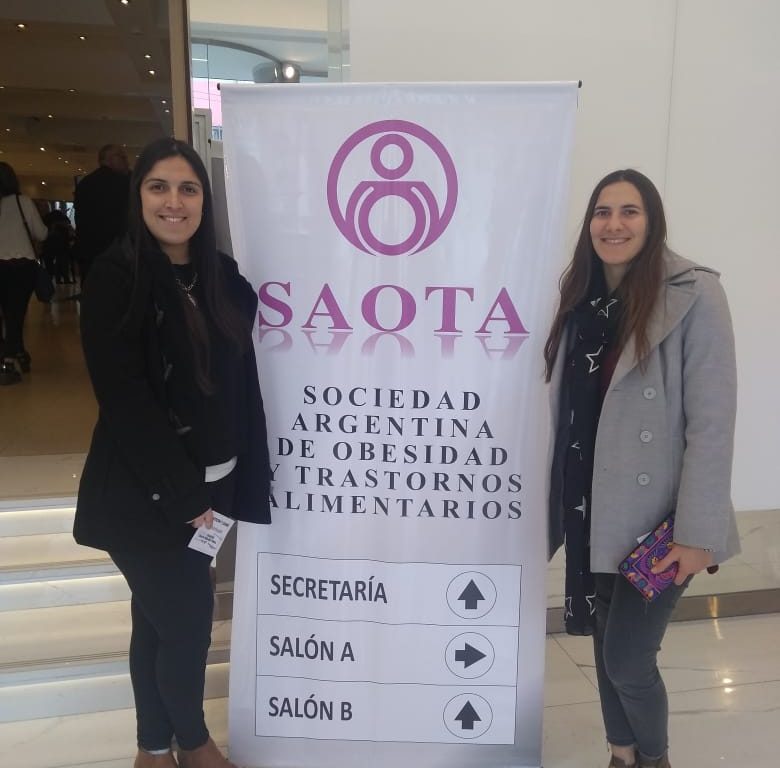 SAOTA
SOCIEDAD
ARGENTINA
DE OBESIDAD
Y TRASTORNOS
ALIMENTARIOS
SECRETARÍA
SALÓN A
SALÓN B